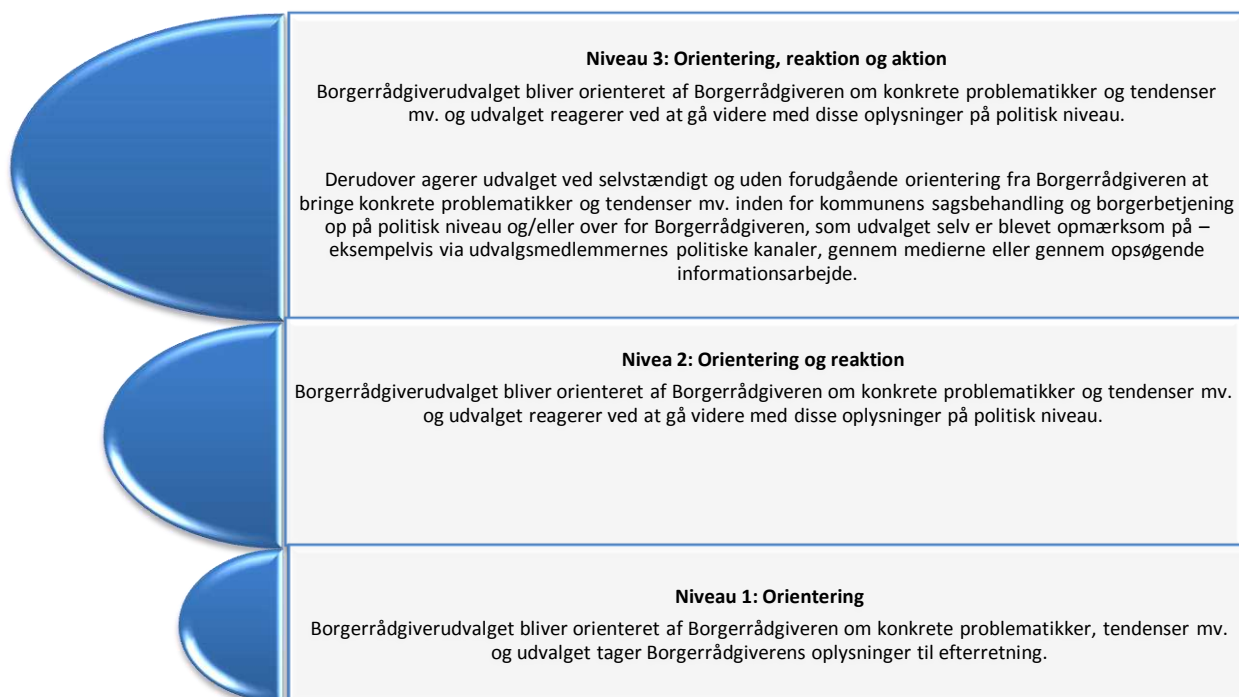 Niveau 3: Orientering, reaktion og aktion
Borgerrådgiverudvalget bliver orienteret af Borgerrådgiveren om konkrete problematikker og tendenser
mv. og udvalget reagerer ved at gå videre med disse oplysninger på politisk niveau.
Derudover agerer udvalget ved selvstændigt og uden forudgående orientering fra Borgerrådgiveren at
bringe konkrete problematikker og tendenser mv. inden for kommunens sagsbehandling og borgerbetjening
op på politisk niveau og/eller over for Borgerrådgiveren, som udvalget selv er blevet opmærksom på –
eksempelvis via udvalgsmedlemmernes politiske kanaler, gennem medierne eller gennem opsøgende
informationsarbejde.
Nivea 2: Orientering og reaktion
Borgerrådgiverudvalget bliver orienteret af Borgerrådgiveren om konkrete problematikker og tendenser mv.
og udvalget reagerer ved at gå videre med disse oplysninger på politisk niveau.
Niveau 1: Orientering
Borgerrådgiverudvalget bliver orienteret af Borgerrådgiveren om konkrete problematikker, tendenser mv.
og udvalget tager Borgerrådgiverens oplysninger til efterretning.